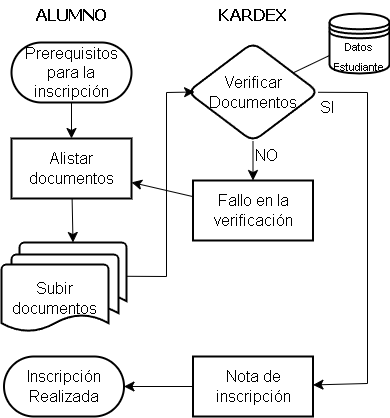 ALUMNO
KARDEX
Prerequisitos
para la
inscripción
Verificar
Documentos
Datos
Estudiante
SI
NO
Alistar
documentos
Fallo en la
verificación
Subir
documentos
Inscripción
Realizada
Nota de
inscripción